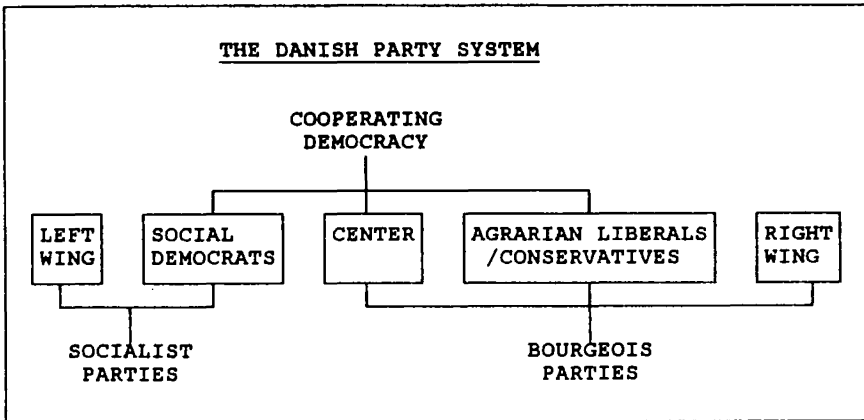 THE DANISH PARTY SYSTEM
COOPERATING
DEMOCRACY
LEFT
WING
SOCIAL
DEMOCRATS
CENTER
AGRARIAN LIBERALS
/CONSERVATIVES
RIGHT
WING
SOCIALIST
PARTIES
BOURGEOIS
PARTIES